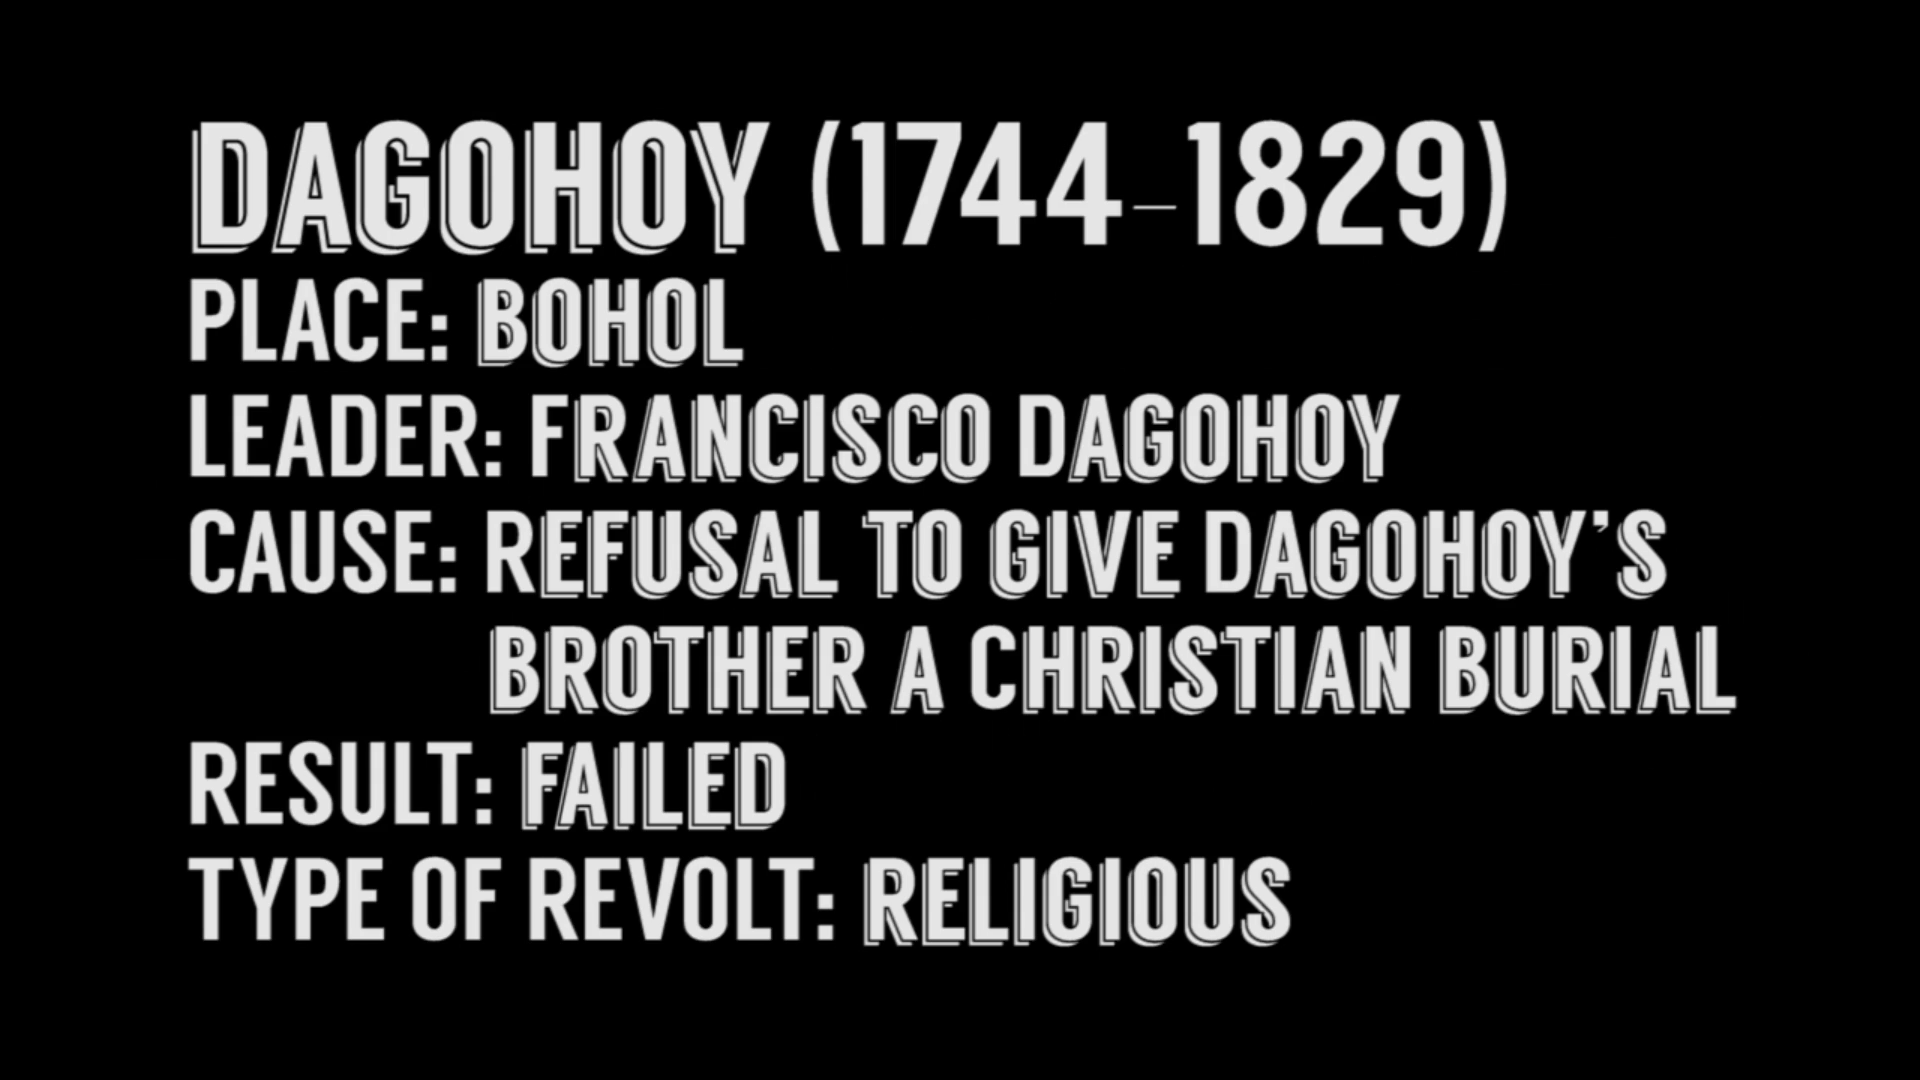 DAGOHOY (1744–1829)
PLACE: BOHOL
LEADER: FRANCISCO DAGOHOY
CAUSE: REFUSAL TO GIVE DAGOHOY'S
BROTHER A CHRISTIAN BURIAL
RESULT: FAILED
TYPE OF REVOLT: RELIGIOUS